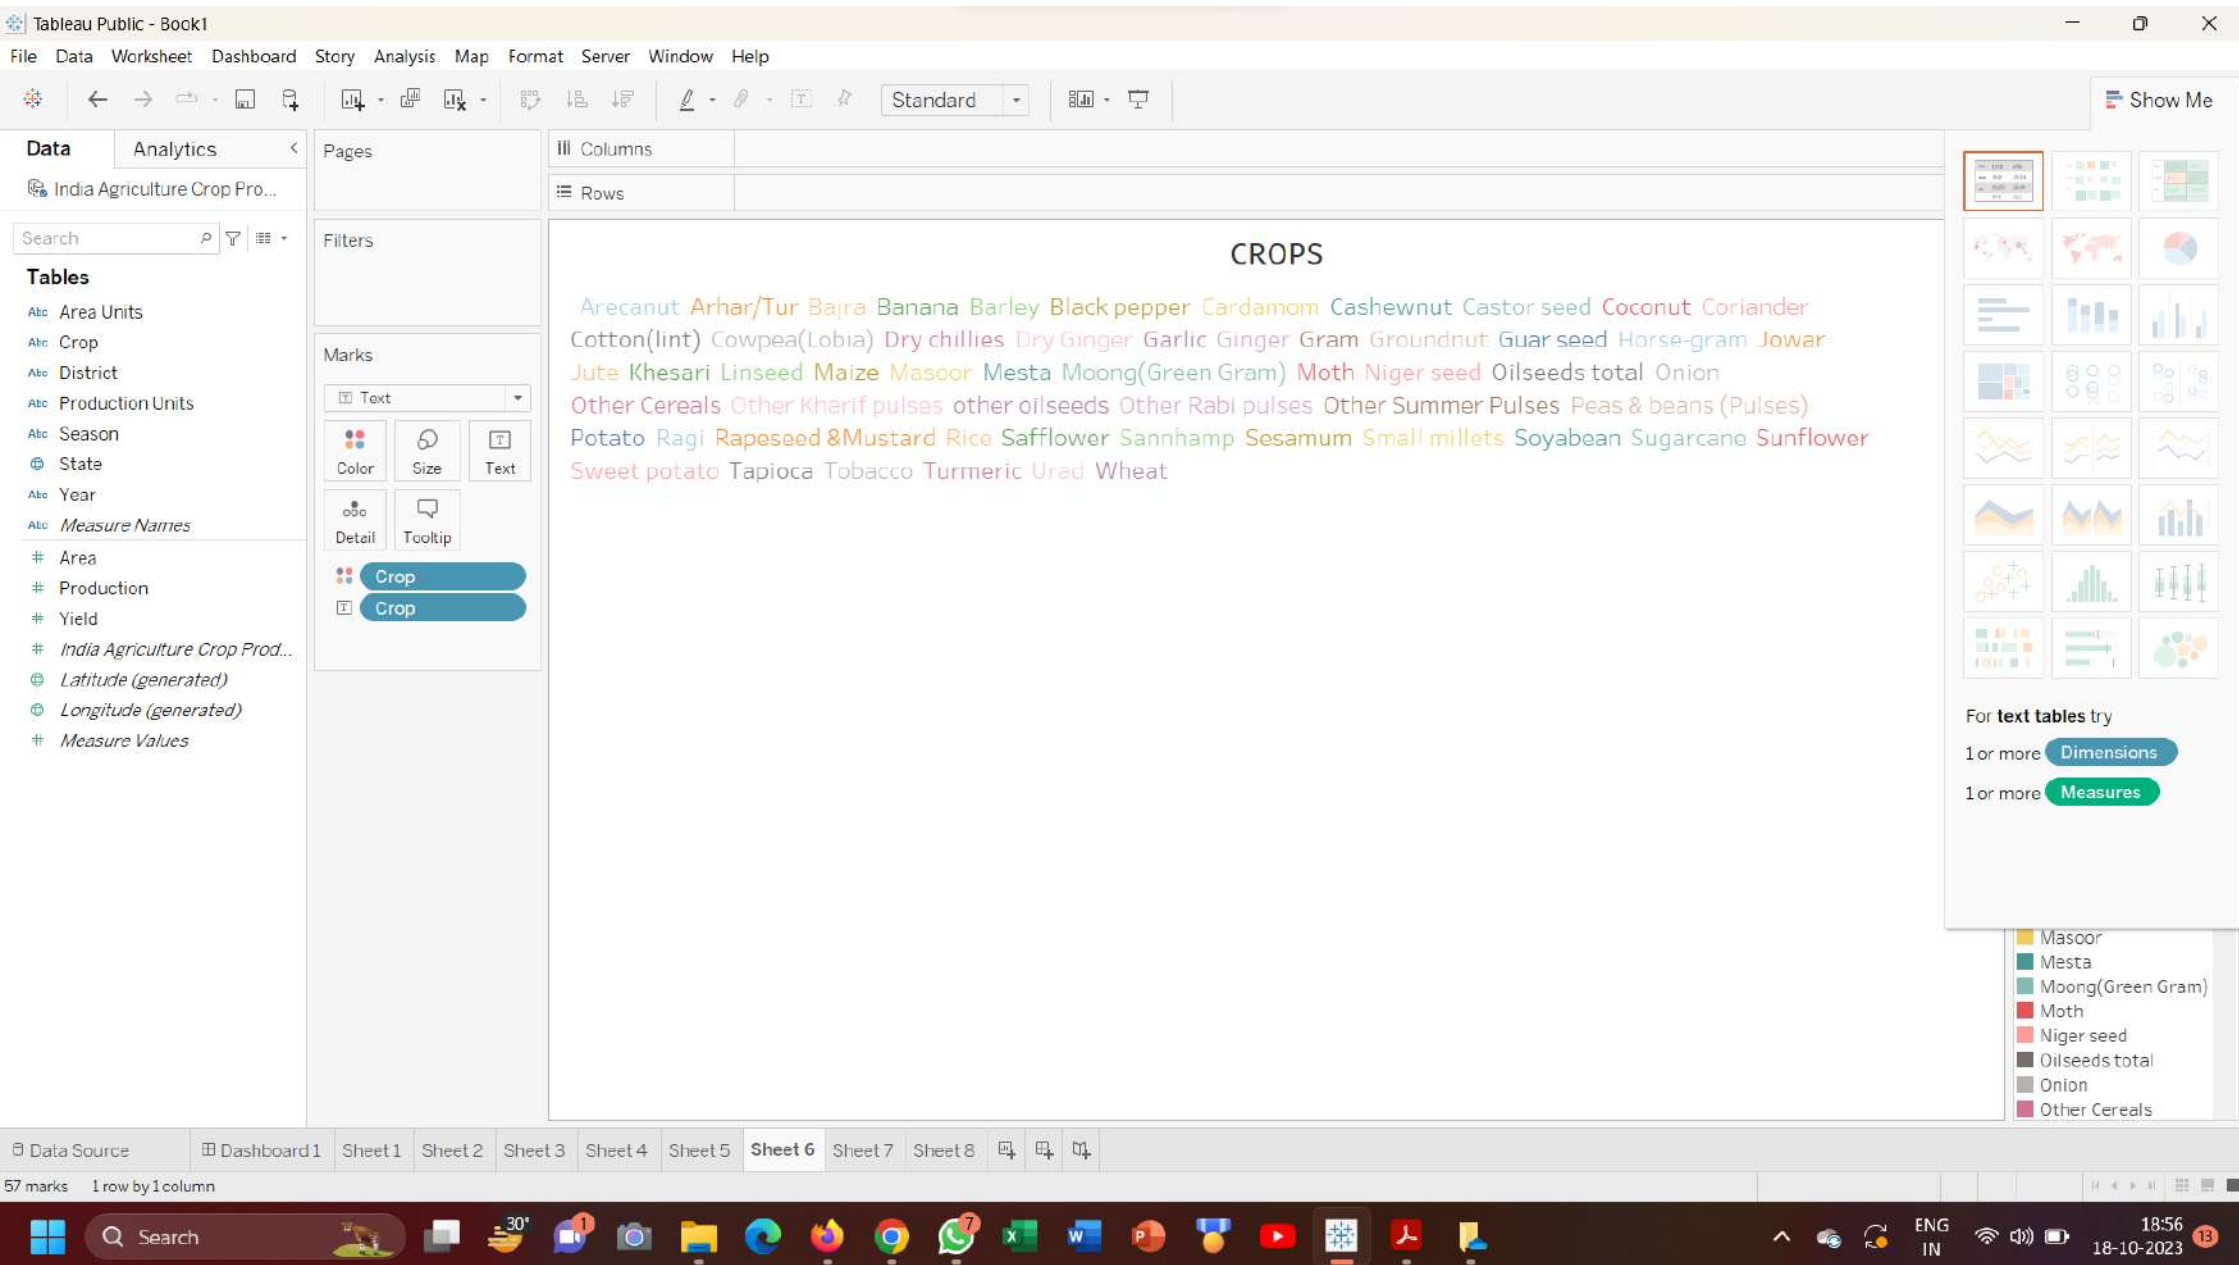 Tableau Public - Book1
File Data Worksheet Dashboard Story Analysis Map Format Server Window Help
Standard
Show Me
Data Analytics
India Agriculture Crop Pro...
Search
Tables
Abc Area Units
Abc Crop
Abc District
Abc Production Units
Abc Season
State
Abc Year
Abc Measure Names
# Area
# Production
# Yield
# India Agriculture Crop Prod...
Latitude (generated)
Longitude (generated)
# Measure Values
Pages
Filters
Marks
Text
Color Size Text
Detail Tooltip
Crop
Crop
Columns
Rows
CROPS
Arecanut Arhar/Tur Bajra Banana Barley Black pepper Cardamom Cashewnut Castor seed Coconut Coriander
Cotton(lint) Cowpea(Lobia) Dry chillies Dry Ginger Garlic Ginger Gram Groundnut Guar seed Horse-gram Jowar
Jute Khesari Linseed Maize Masoor Mesta Moong(Green Gram) Moth Niger seed Oilseeds total Onion
Other Cereals Other Kharif pulses other oilseeds Other Rabi pulses Other Summer Pulses Peas & beans (Pulses)
Potato Ragi Rapeseed &Mustard Rice Safflower Sannhamp Sesamum Small millets Soyabean Sugarcane Sunflower
Sweet potato Tapioca Tobacco Turmeric Urad Wheat
For text tables try
1 or more Dimensions
1 or more Measures
Masoor
Mesta
Moong(Green Gram)
Moth
Niger seed
Oilseeds total
Onion
Other Cereals
Data Source Dashboard 1 Sheet 1 Sheet 2 Sheet 3 Sheet 4 Sheet 5 Sheet 6 Sheet 7 Sheet 8
57 marks 1 row by 1 column
Search
30°
1
7
ENG
IN
18:56
18-10-2023
13